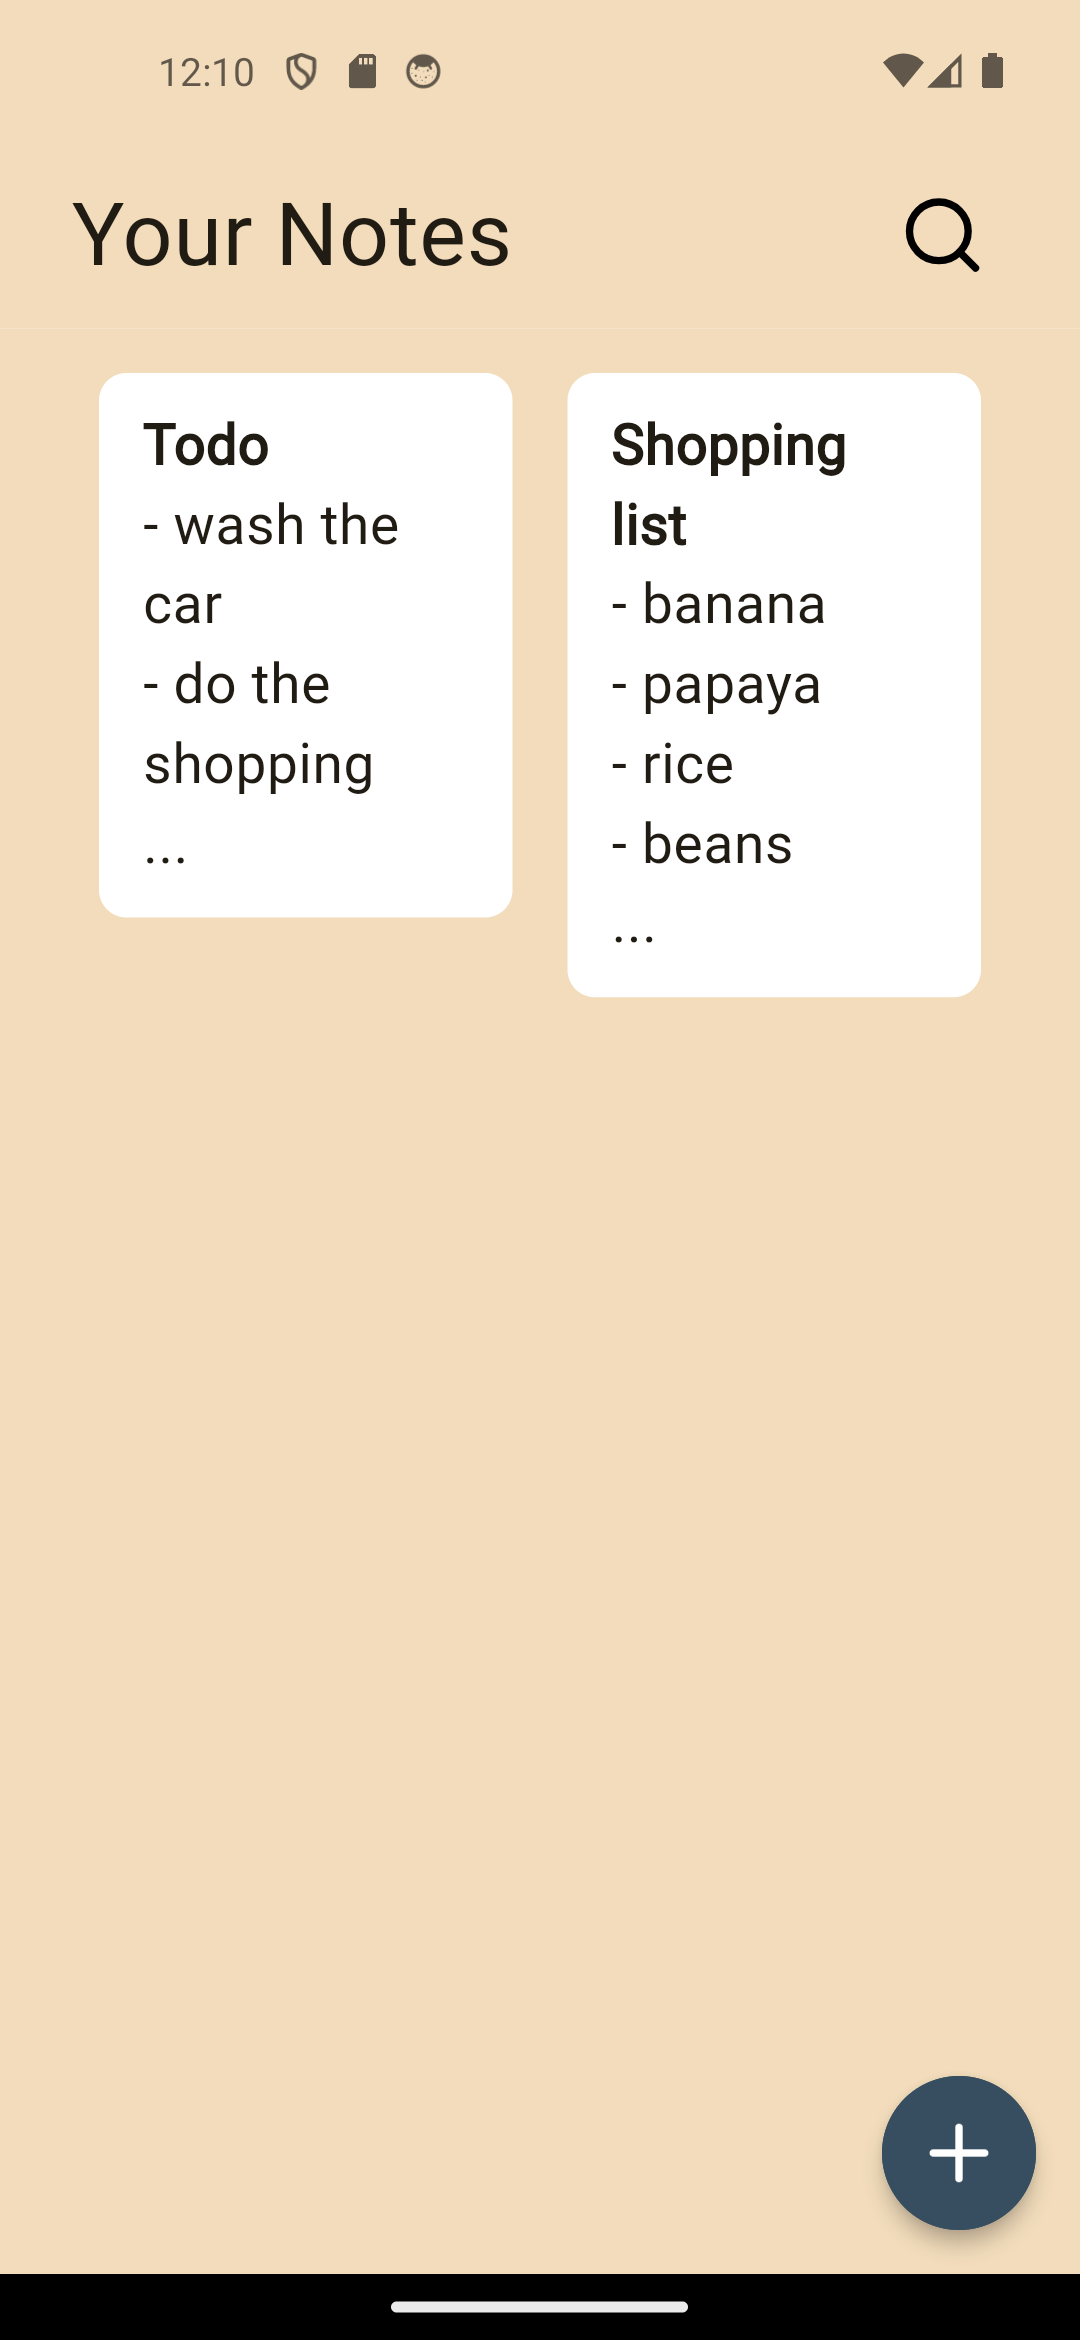 12:10
Your Notes
Todo
- wash the
car
- do the
shopping
...
Shopping
list
- banana
- papaya
- rice
- beans
...